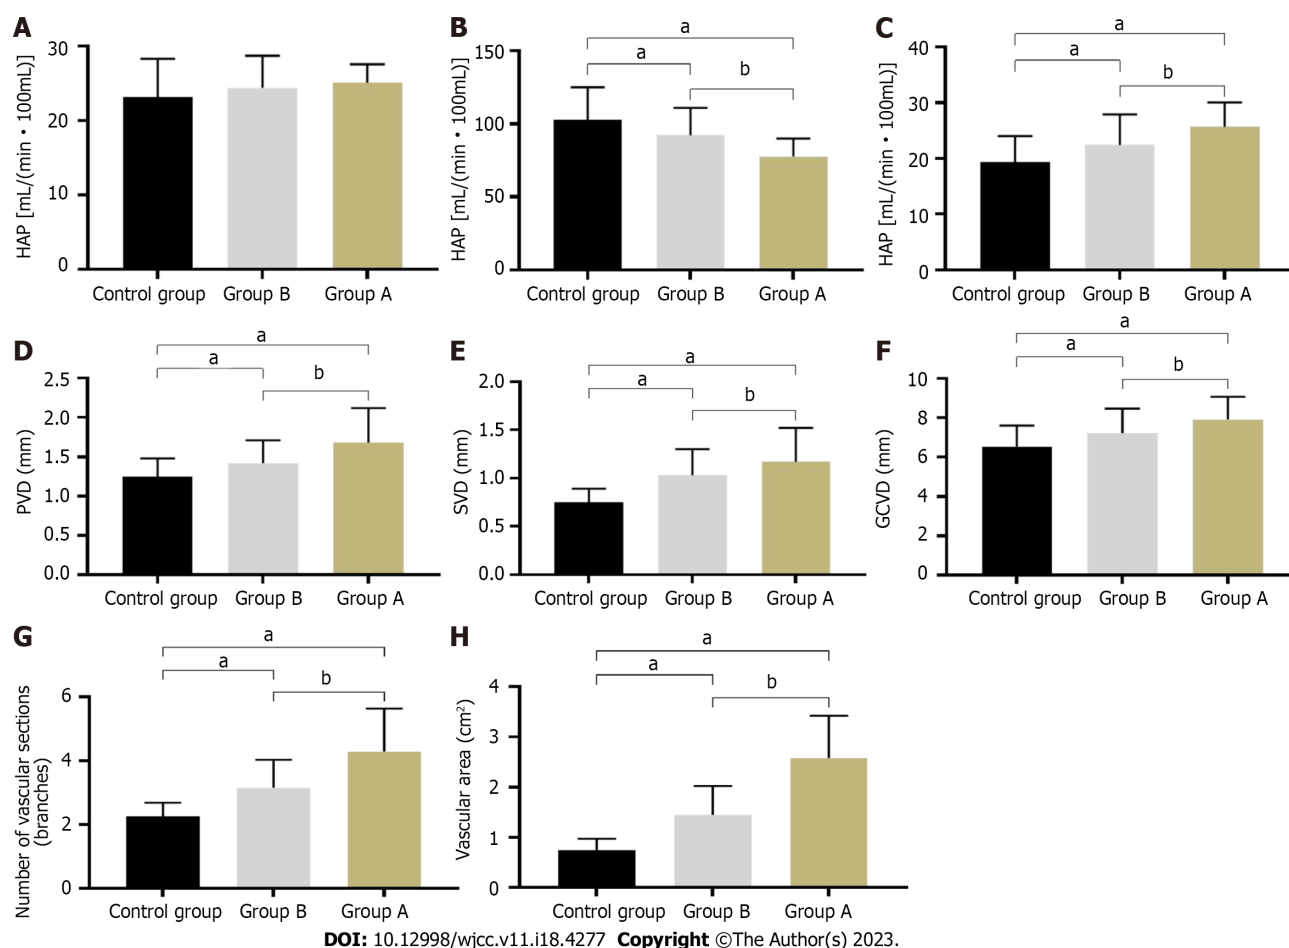 A
HAP [mL/(min • 100mL)]
30
20
10
0
Control group Group B Group A
B
HAP [mL/(min • 100mL)]
150
100
50
0
a
a
b
Control group Group B Group A
C
HAP [mL/(min • 100mL)]
40
30
20
10
0
a
a
b
Control group Group B Group A
D
PVD (mm)
2.5
2.0
1.5
1.0
0.5
0.0
a
a
b
Control group Group B Group A
E
SVD (mm)
2.0
1.5
1.0
0.5
0.0
a
a
b
Control group Group B Group A
F
GCVD (mm)
10
8
6
4
2
0
a
a
b
Control group Group B Group A
G
Number of vascular sections
(branches)
6
4
2
0
a
a
b
Control group Group B Group A
H
Vascular area (cm²)
4
3
2
1
0
a
a
b
Control group Group B Group A
DOI: 10.12998/wjcc.v11.i18.4277 Copyright ©The Author(s) 2023.